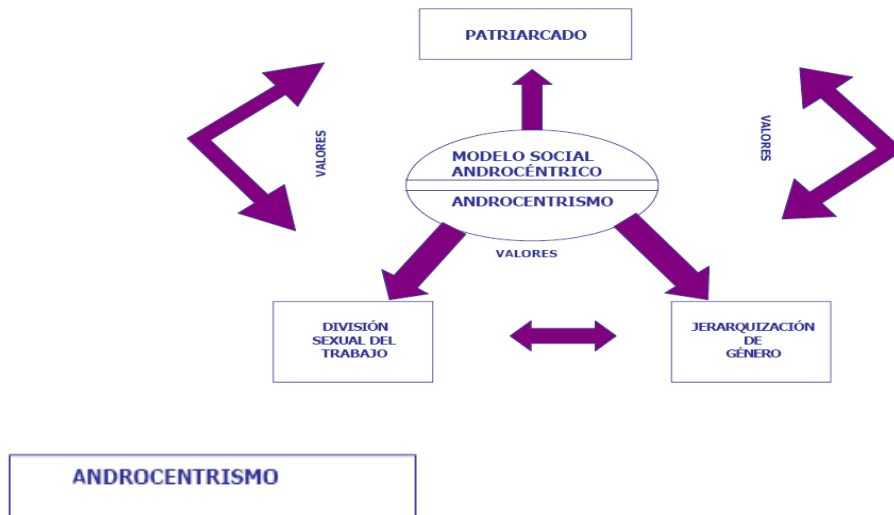 PATRIARCADO
VALORES
VALORES
MODELO SOCIAL
ANDROCÉNTRICO
ANDROCENTRISMO
VALORES
DIVISIÓN
SEXUAL DEL
TRABAJO
JERARQUIZACIÓN
DE
GÉNERO
ANDROCENTRISMO